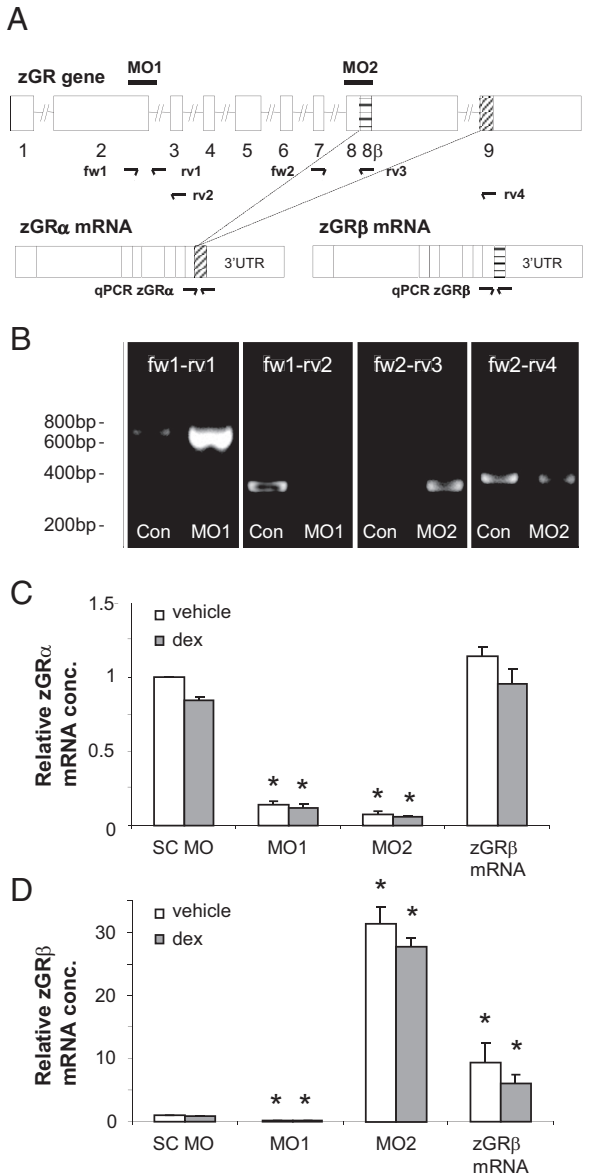 A
MO1 MO2
zGR gene
1 2 3 4 5 6 7 8 8β 9
fw1 rv1 fw2 rv3
rv2 rv4
zGRα mRNA zGRβ mRNA
3'UTR 3'UTR
qPCR zGRα qPCR zGRβ
B
fw1-rv1 fw1-rv2 fw2-rv3 fw2-rv4
800bp-
600bp-
400bp-
200bp-
Con MO1 Con MO1 Con MO2 Con MO2
C
Relative zGRα
mRNA conc.
1.5
1
0.5
0
vehicle
dex
* * * *
SC MO MO1 MO2 zGRβ
mRNA
D
Relative zGRβ
mRNA conc.
30
20
10
0
vehicle
dex
* * * * * *
SC MO MO1 MO2 zGRβ
mRNA